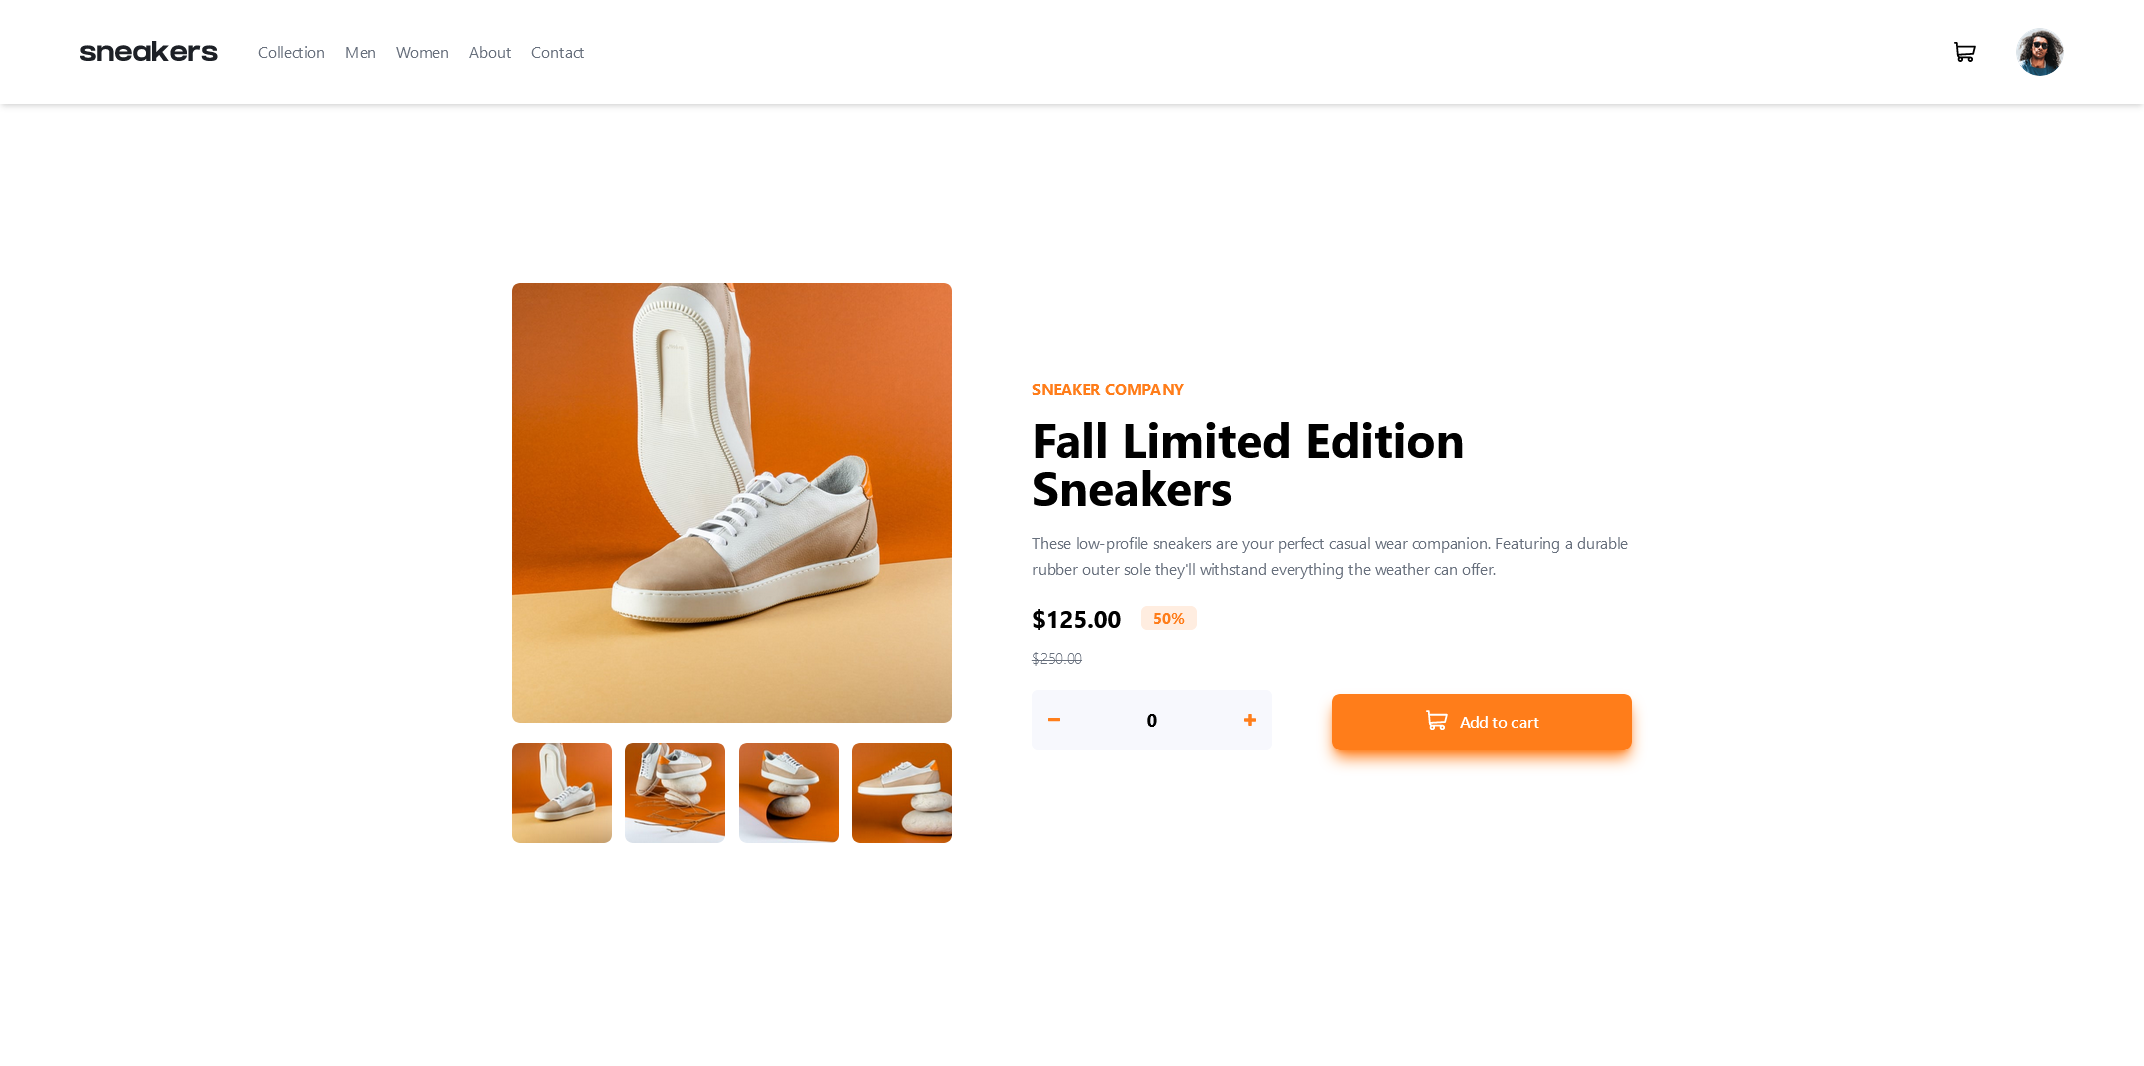 sneakers
Collection Men Women About Contact
SNEAKER COMPANY
Fall Limited Edition
Sneakers
These low-profile sneakers are your perfect casual wear companion. Featuring a durable
rubber outer sole they'll withstand everything the weather can offer.
$125.00 50%
$250.00
0 Add to cart